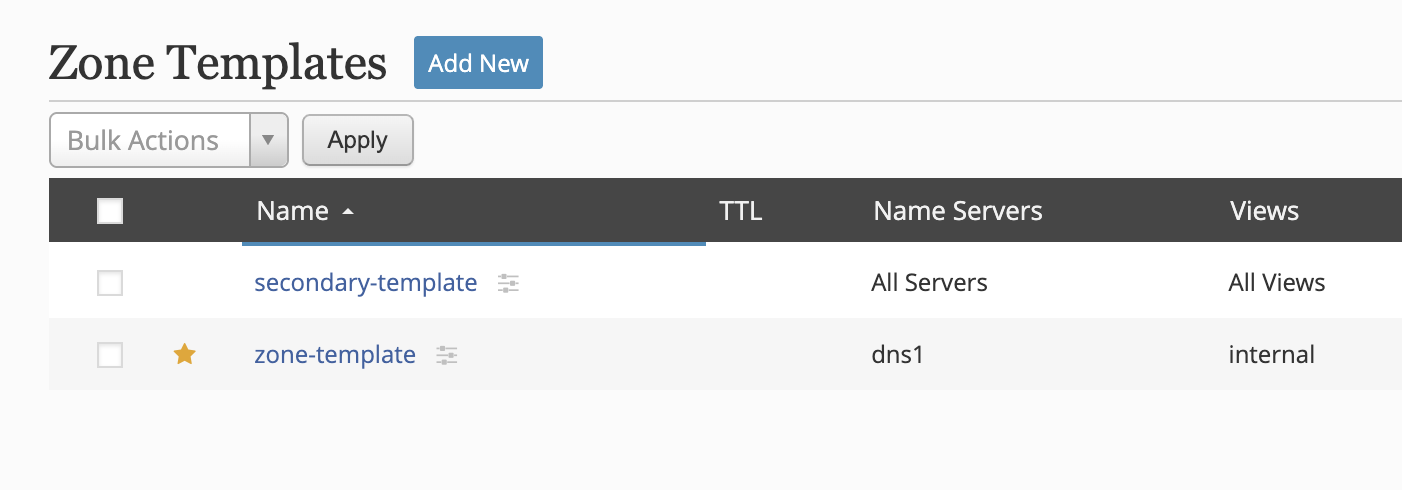 Zone Templates Add New
Bulk Actions Apply
Name TTL Name Servers Views
secondary-template All Servers All Views
zone-template dns1 internal